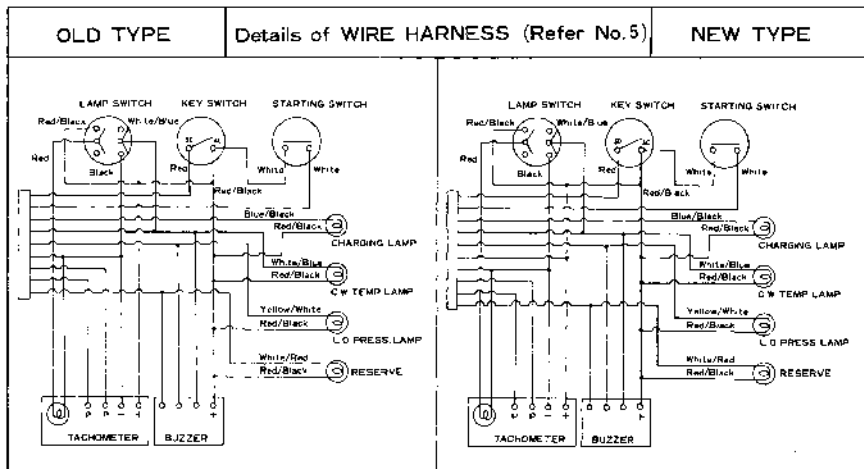 OLD TYPE
Details of WIRE HARNESS (Refer No.5)
NEW TYPE
LAMP SWITCH
KEY SWITCH
STARTING SWITCH
Red/Black
White/Blue
Red
Black
Red
White
White
Red/Black
Blue/Black
Red/Black
CHARGING LAMP
White/Blue
Red/Black
C W TEMP LAMP
Yellow/White
Red/Black
L O PRESS. LAMP
White/Red
Red/Black
RESERVE
P P − +
+
TACHOMETER
BUZZER
LAMP SWITCH
KEY SWITCH
STARTING SWITCH
Red/Black
White/Blue
Red
Black
Red
White
White
Red/Black
Blue/Black
Red/Black
CHARGING LAMP
White/Blue
Red/Black
C W TEMP LAMP
Yellow/White
Red/Black
L O PRESS LAMP
White/Red
Red/Black
RESERVE
P P − +
+
TACHOMETER
BUZZER